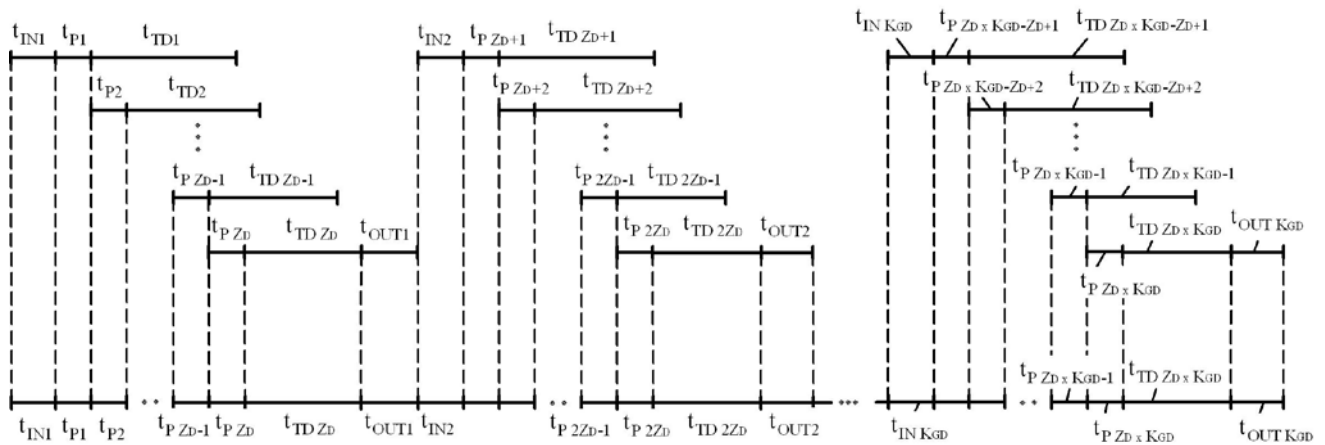 tIN1 tP1 tTD1 tIN2 tP ZD+1 tTD ZD+1 tIN KGD tP ZD x KGD-ZD+1 tTD ZD x KGD-ZD+1
tP2 tTD2 tP ZD+2 tTD ZD+2 tP ZD x KGD-ZD+2 tTD ZD x KGD-ZD+2
tP ZD-1 tTD ZD-1 tP 2ZD-1 tTD 2ZD-1 tP ZD x KGD-1 tTD ZD x KGD-1
tP ZD tTD ZD tOUT1 tP 2ZD tTD 2ZD tOUT2 tTD ZD x KGD tOUT KGD
tP ZD x KGD
tP ZD x KGD-1 tTD ZD x KGD
tIN1 tP1 tP2 tP ZD-1 tP ZD tTD ZD tOUT1 tIN2 tP 2ZD-1 tP 2ZD tTD 2ZD tOUT2 tIN KGD tP ZD x KGD tOUT KGD